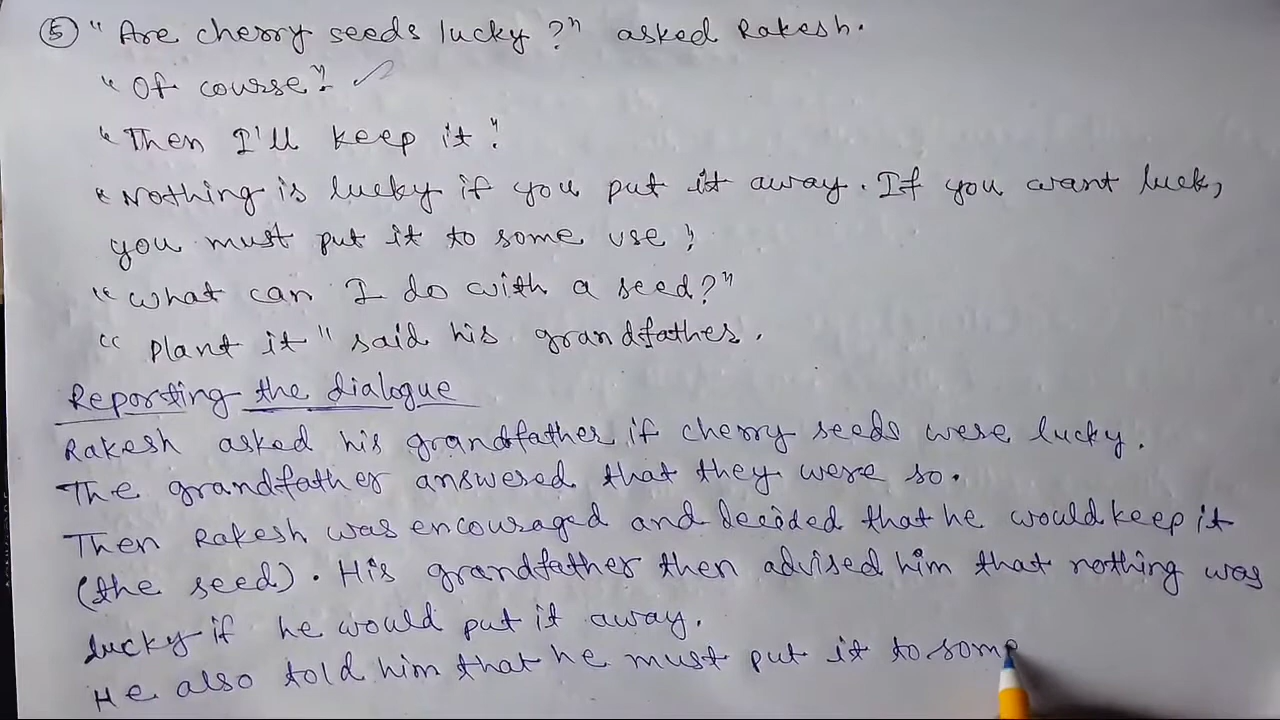 ⑤ "Are cherry seeds lucky?" asked Rakesh.
"Of course".
"Then I'll keep it".
"Nothing is lucky if you put it away. If you want luck,
you must put it to some use".
"What can I do with a seed?"
"Plant it" said his grandfather.
Reporting the dialogue
Rakesh asked his grandfather if cherry seeds were lucky.
The grandfather answered that they were so.
Then Rakesh was encouraged and decided that he would keep it
(the seed). His grandfather then advised him that nothing was
lucky if he would put it away.
He also told him that he must put it to some